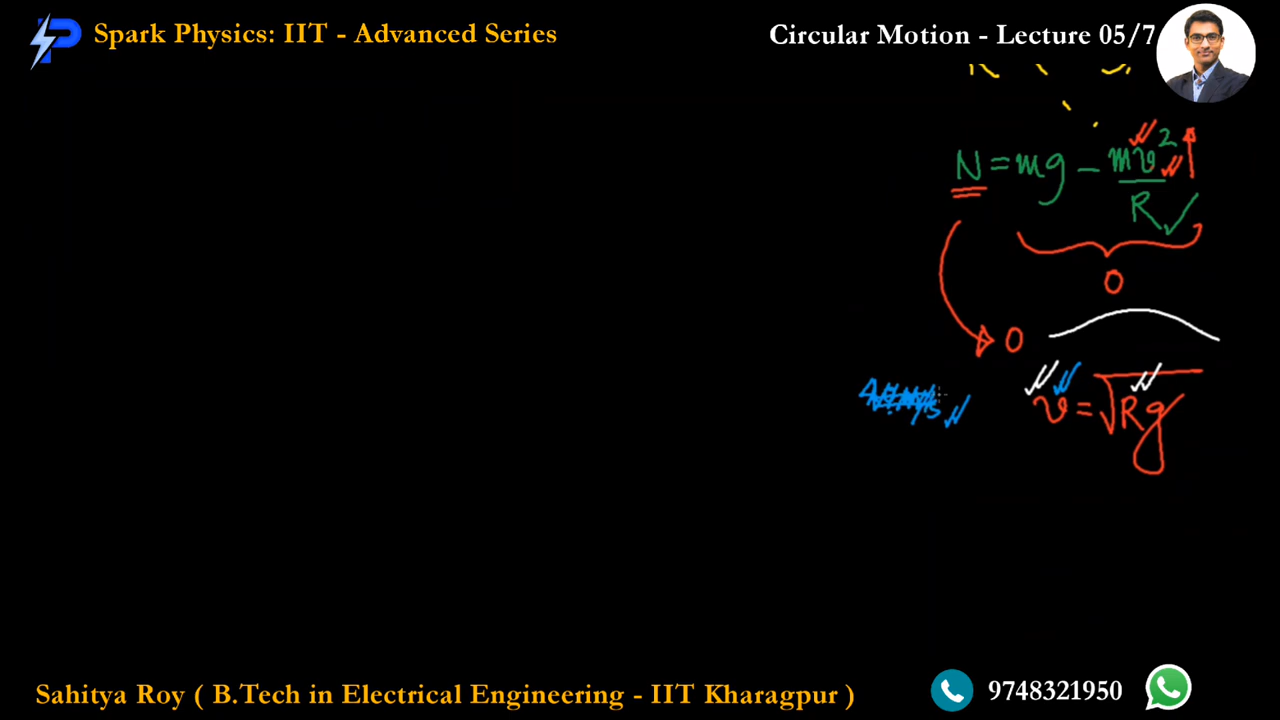 Spark Physics: IIT - Advanced Series
Circular Motion - Lecture 05/7
N = mg - mv²/R
0
0
v = √Rg
Sahitya Roy ( B.Tech in Electrical Engineering - IIT Kharagpur )
9748321950